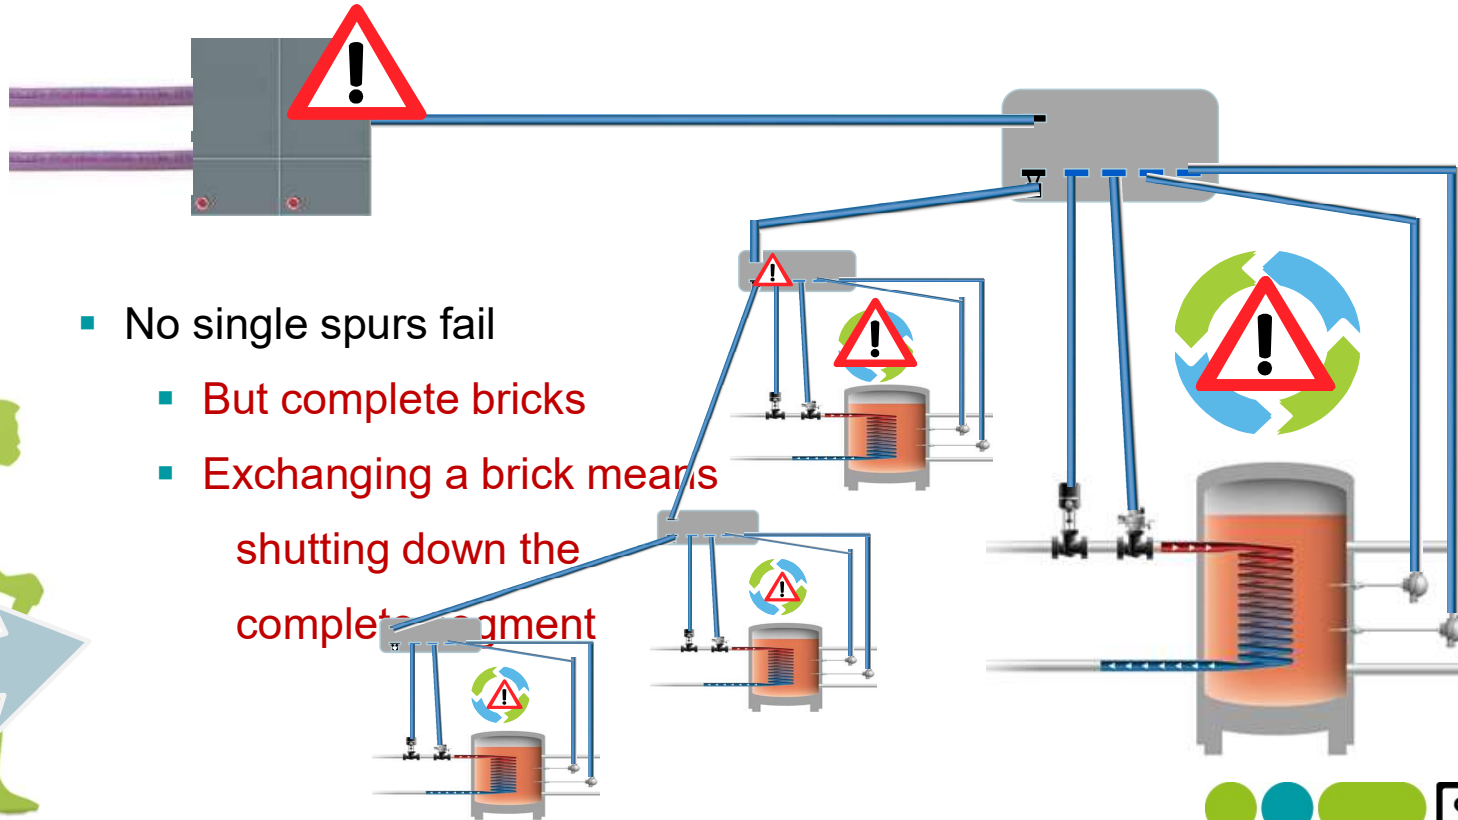 No single spurs fail
But complete bricks
Exchanging a brick means
shutting down the
complete segment